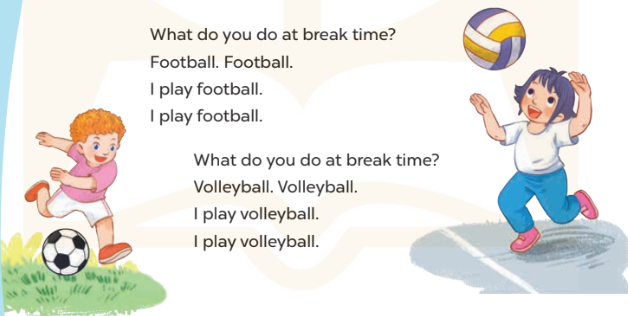 What do you do at break time?
Football. Football.
I play football.
I play football.
What do you do at break time?
Volleyball. Volleyball.
I play volleyball.
I play volleyball.